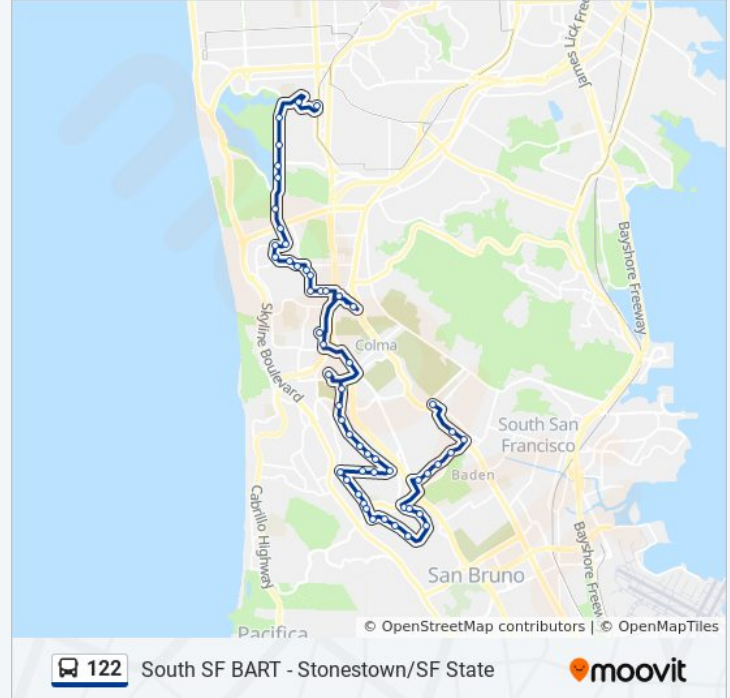 James Lick Free
Bayshore Freeway
Skyline Boulevard
Colma
South San
Francisco
Baden
Cabrillo Highway
Bayshore Freew
San Bruno
Pacifica
© OpenStreetMap contributors | © OpenMapTiles
122 South SF BART - Stonestown/SF State moovit